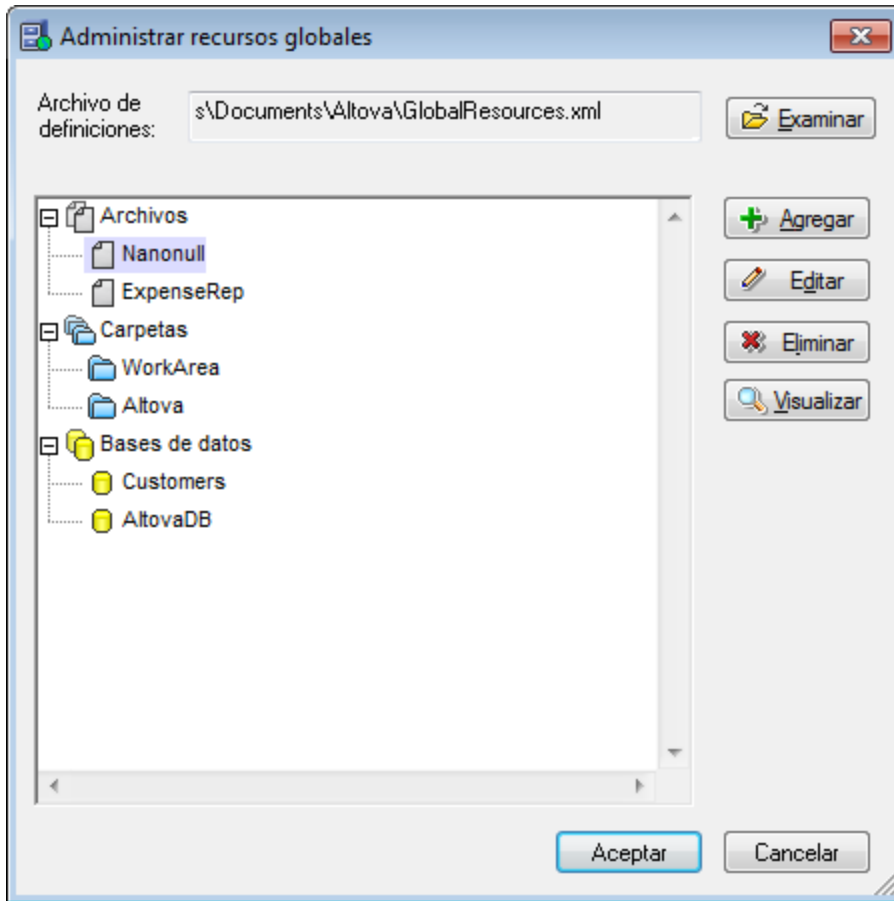 Administrar recursos globales
Archivo de
definiciones:
s\Documents\Altova\GlobalResources.xml
Examinar
Archivos
Nanonull
ExpenseRep
Carpetas
WorkArea
Altova
Bases de datos
Customers
AltovaDB
Agregar
Editar
Eliminar
Visualizar
Aceptar
Cancelar